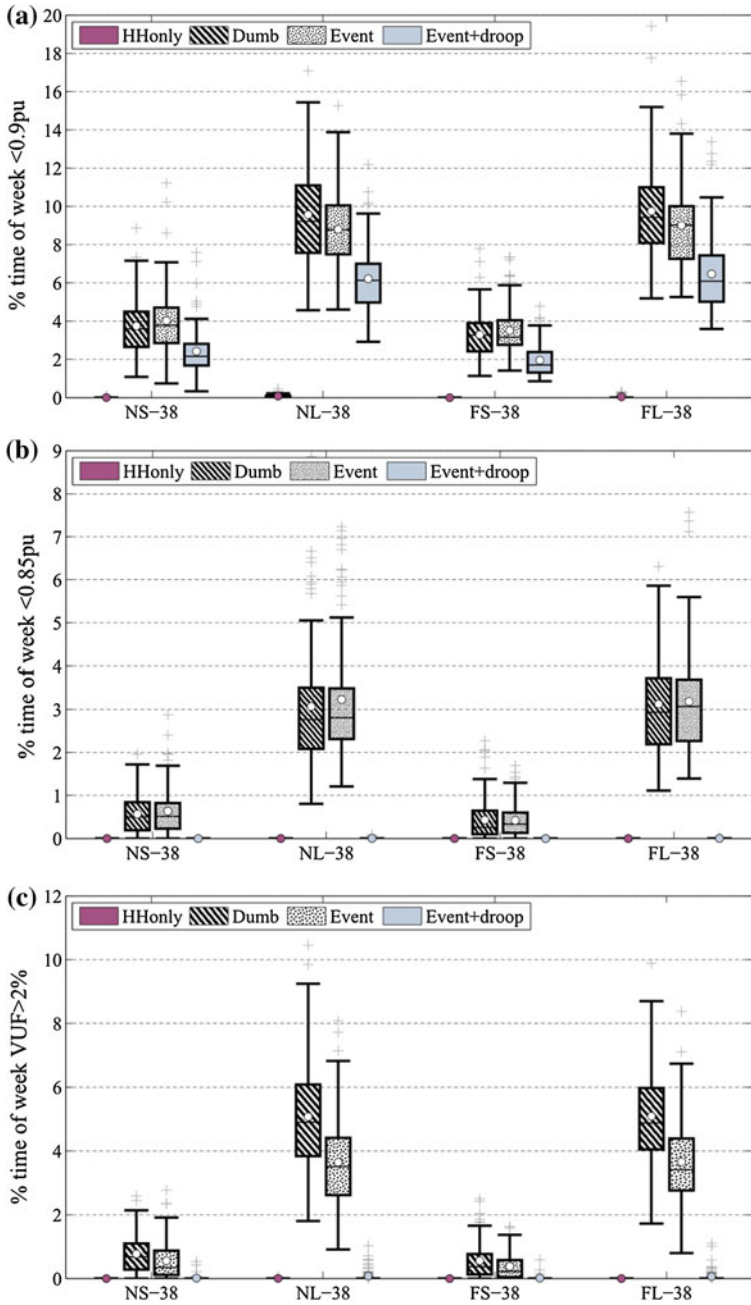 (a)
% time of week <0.9pu
20
18
16
14
12
10
8
6
4
2
0
HHonly Dumb Event Event+droop
NS−38 NL−38 FS−38 FL−38
(b)
% time of week <0.85pu
9
8
7
6
5
4
3
2
1
0
HHonly Dumb Event Event+droop
NS−38 NL−38 FS−38 FL−38
(c)
% time of week VUF>2%
12
10
8
6
4
2
0
HHonly Dumb Event Event+droop
NS−38 NL−38 FS−38 FL−38